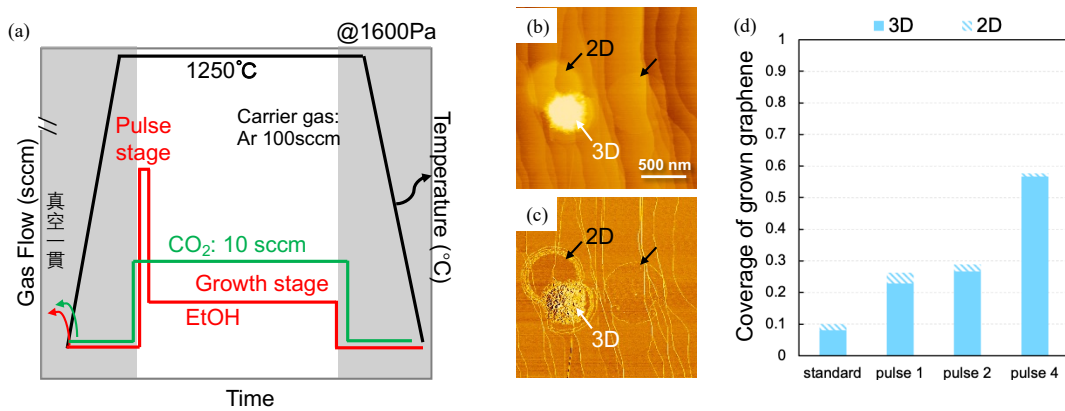 (a)
@1600Pa
1250℃
Pulse
stage
Carrier gas:
Ar 100sccm
Gas Flow (sccm)
真空一貫
Temperature (°C)
CO₂: 10 sccm
Growth stage
EtOH
Time
(b)
2D
3D
500 nm
(c)
2D
3D
(d)
3D
2D
Coverage of grown graphene
1
0.9
0.8
0.7
0.6
0.5
0.4
0.3
0.2
0.1
0
standard
pulse 1
pulse 2
pulse 4